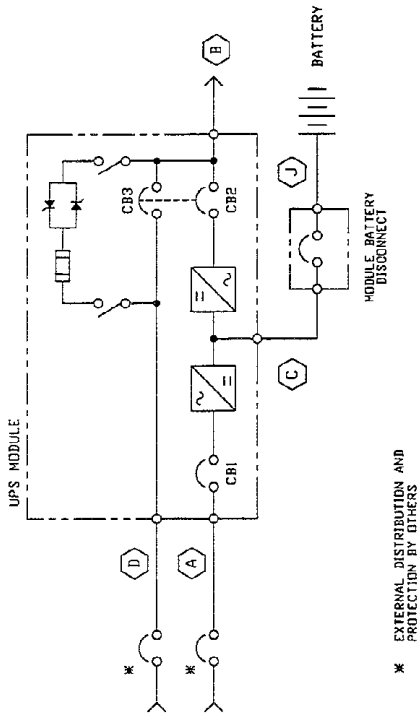 UPS MODULE
CB3
CB2
B
D
A
CB1
C
J
MODULE BATTERY
DISCONNECT
BATTERY
*
*
* EXTERNAL DISTRIBUTION AND
PROTECTION BY OTHERS